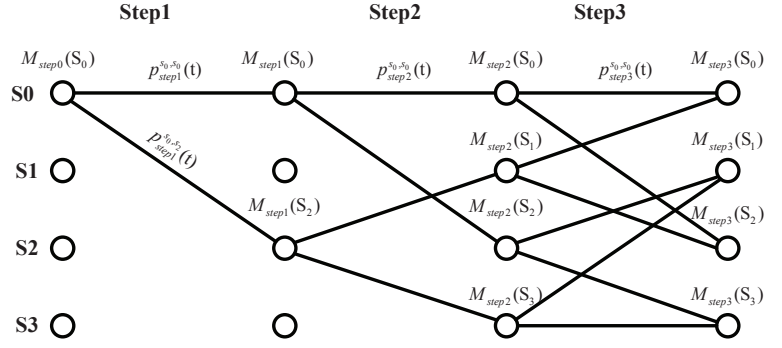 Step1 Step2 Step3
M_step0(S_0) M_step1(S_0) M_step2(S_0) M_step3(S_0)
p_step1^{s_0,s_0}(t) p_step2^{s_0,s_0}(t) p_step3^{s_0,s_0}(t)
S0
p_step1^{s_0,s_2}(t)
M_step2(S_1) M_step3(S_1)
S1
M_step1(S_2) M_step2(S_2) M_step3(S_2)
S2
M_step2(S_3) M_step3(S_3)
S3